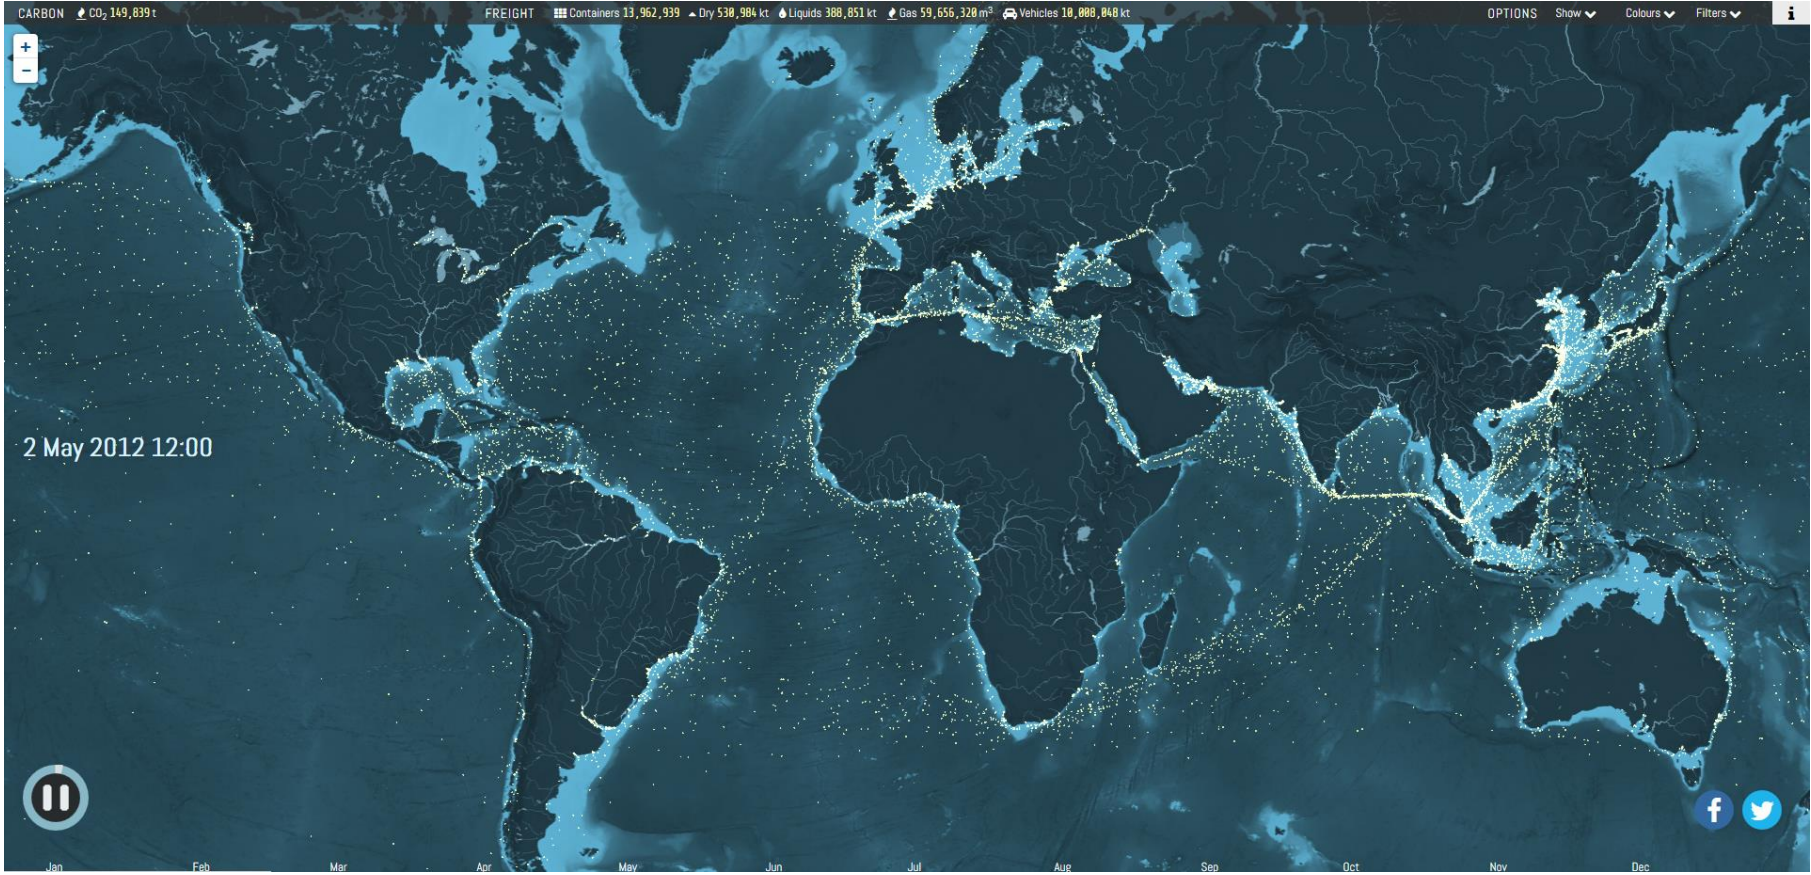 CARBON CO₂ 149,839 t FREIGHT Containers 13,962,939 Dry 530,984 kt Liquids 388,851 kt Gas 59,656,320 m³ Vehicles 10,008,048 kt OPTIONS Show Colours Filters i
+
−
2 May 2012 12:00
f
Jan Feb Mar Apr May Jun Jul Aug Sep Oct Nov Dec